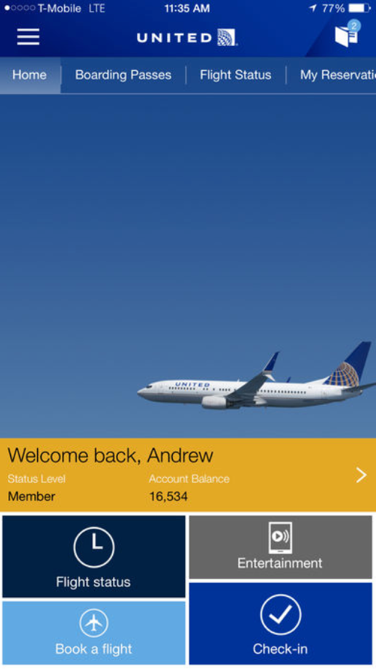 T-Mobile LTE 11:35 AM 77%
UNITED 2
Home Boarding Passes Flight Status My Reservati
UNITED
Welcome back, Andrew
Status Level Account Balance
Member 16,534
Flight status
Entertainment
Book a flight
Check-in